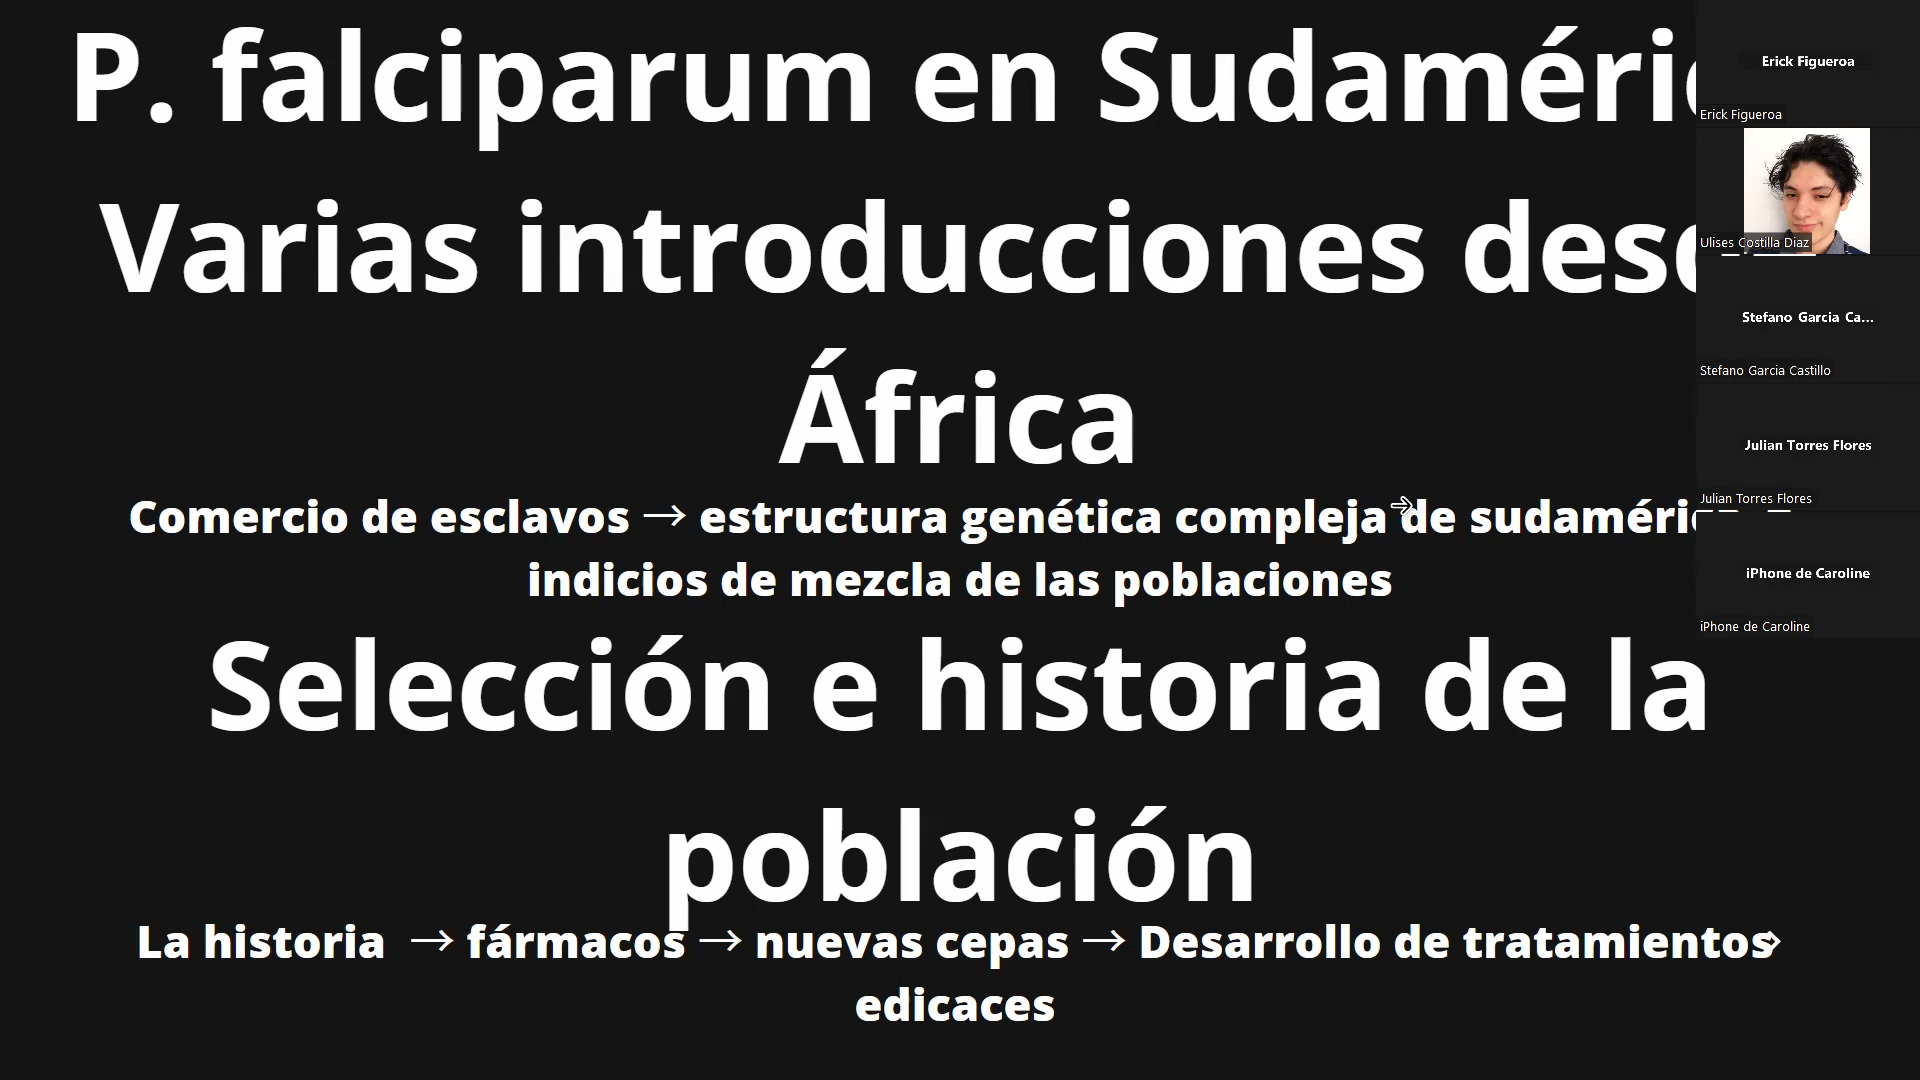 P. falciparum en Sudaméric
Varias introducciones desd
África
Comercio de esclavos → estructura genética compleja de sudaméric
indicios de mezcla de las poblaciones
Selección e historia de la
población
La historia → fármacos → nuevas cepas → Desarrollo de tratamientos
edicaces
Erick Figueroa
Erick Figueroa
Ulises Costilla Diaz
Stefano Garcia Ca...
Stefano Garcia Castillo
Julian Torres Flores
Julian Torres Flores
iPhone de Caroline
iPhone de Caroline